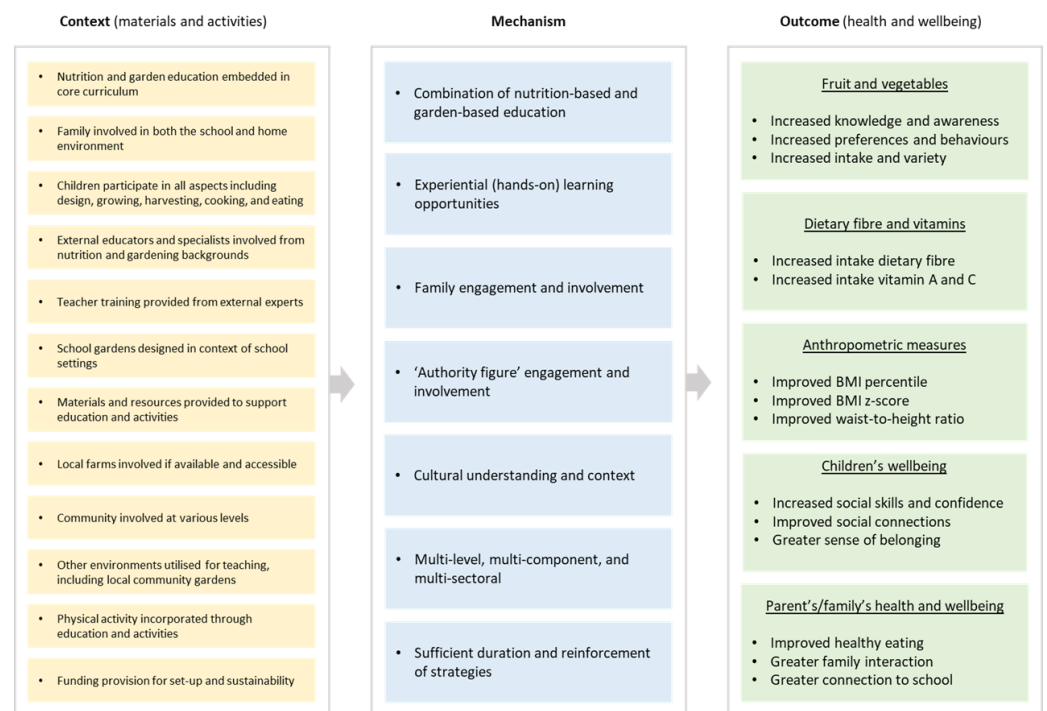 Context (materials and activities)
• Nutrition and garden education embedded in
core curriculum
• Family involved in both the school and home
environment
• Children participate in all aspects including
design, growing, harvesting, cooking, and eating
• External educators and specialists involved from
nutrition and gardening backgrounds
• Teacher training provided from external experts
• School gardens designed in context of school
settings
• Materials and resources provided to support
education and activities
• Local farms involved if available and accessible
• Community involved at various levels
• Other environments utilised for teaching,
including local community gardens
• Physical activity incorporated through
education and activities
• Funding provision for set-up and sustainability
Mechanism
• Combination of nutrition-based and
garden-based education
• Experiential (hands-on) learning
opportunities
• Family engagement and involvement
• ‘Authority figure’ engagement and
involvement
• Cultural understanding and context
• Multi-level, multi-component, and
multi-sectoral
• Sufficient duration and reinforcement
of strategies
Outcome (health and wellbeing)
Fruit and vegetables
• Increased knowledge and awareness
• Increased preferences and behaviours
• Increased intake and variety
Dietary fibre and vitamins
• Increased intake dietary fibre
• Increased intake vitamin A and C
Anthropometric measures
• Improved BMI percentile
• Improved BMI z-score
• Improved waist-to-height ratio
Children’s wellbeing
• Increased social skills and confidence
• Improved social connections
• Greater sense of belonging
Parent’s/family’s health and wellbeing
• Improved healthy eating
• Greater family interaction
• Greater connection to school